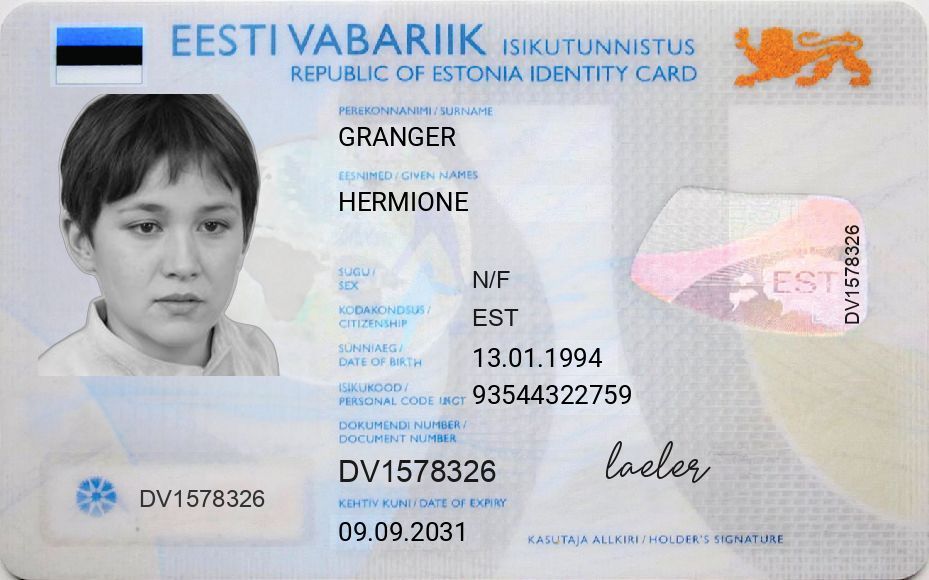 EESTI VABARIIK ISIKUTUNNISTUS
REPUBLIC OF ESTONIA IDENTITY CARD
PEREKONNANIMI / SURNAME
GRANGER
EESNIMED / GIVEN NAMES
HERMIONE
SUGU /
SEX
N/F
KODAKONDSUS /
CITIZENSHIP
EST
SÜNNIAEG /
DATE OF BIRTH
13.01.1994
ISIKUKOOD /
PERSONAL CODE
93544322759
DOKUMENDI NUMBER /
DOCUMENT NUMBER
DV1578326
KEHTIV KUNI / DATE OF EXPIRY
09.09.2031
DV1578326
EST
DV1578326
laeler
KASUTAJA ALLKIRI / HOLDER'S SIGNATURE